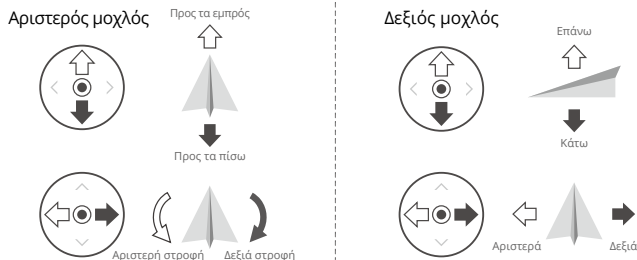 Αριστερός μοχλός
Προς τα εμπρός
Προς τα πίσω
Αριστερή στροφή
Δεξιά στροφή
Δεξιός μοχλός
Επάνω
Κάτω
Αριστερά
Δεξιά